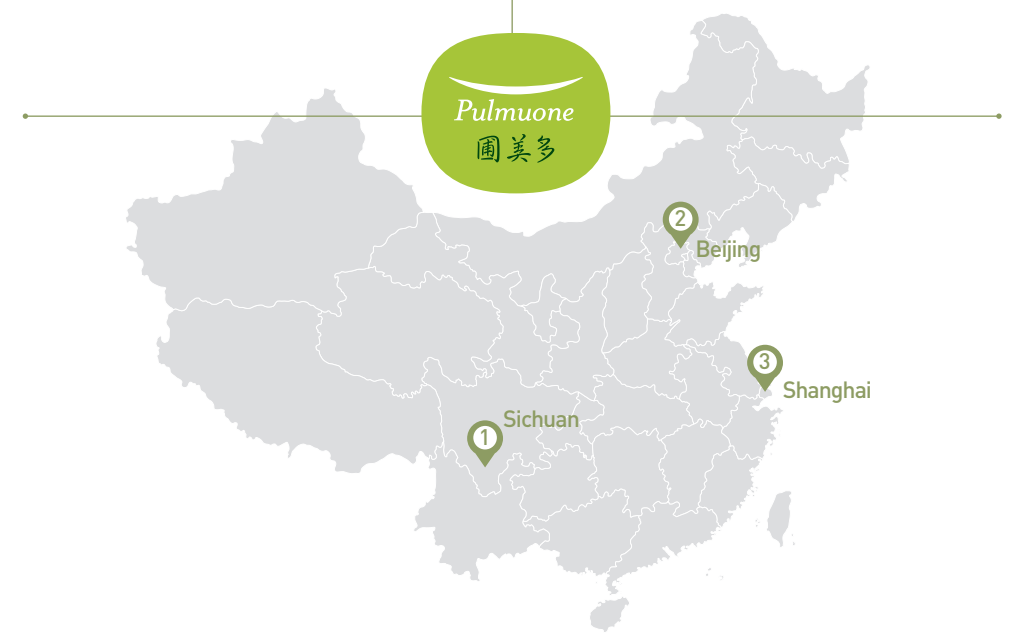 Pulmuone
圃美多
2
Beijing
3
Shanghai
Sichuan
1